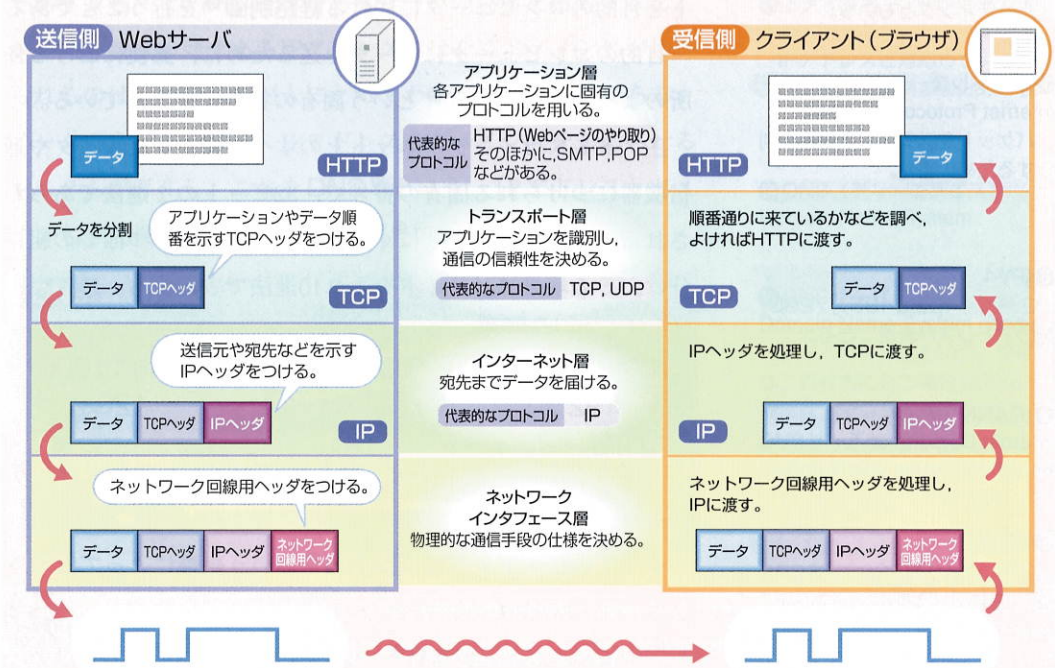 送信側 Webサーバ
データ
HTTP
データを分割
アプリケーションやデータ順
番を示すTCPヘッダをつける。
データ TCPヘッダ
TCP
送信元や宛先などを示す
IPヘッダをつける。
データ TCPヘッダ IPヘッダ
IP
ネットワーク回線用ヘッダをつける。
データ TCPヘッダ IPヘッダ ネットワーク
回線用ヘッダ
アプリケーション層
各アプリケーションに固有の
プロトコルを用いる。
代表的な
プロトコル
HTTP(Webページのやり取り)
そのほかに,SMTP,POP
などがある。
トランスポート層
アプリケーションを識別し,
通信の信頼性を決める。
代表的なプロトコル TCP, UDP
インターネット層
宛先までデータを届ける。
代表的なプロトコル IP
ネットワーク
インタフェース層
物理的な通信手段の仕様を決める。
受信側 クライアント(ブラウザ)
HTTP
データ
順番通りに来ているかなどを調べ,
よければHTTPに渡す。
TCP
データ TCPヘッダ
IPヘッダを処理し, TCPに渡す。
IP
データ TCPヘッダ IPヘッダ
ネットワーク回線用ヘッダを処理し,
IPに渡す。
データ TCPヘッダ IPヘッダ ネットワーク
回線用ヘッダ